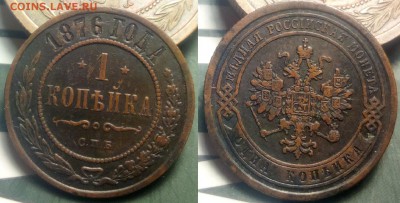 COINS.LAVE.RU
1876 ГОДА
1
КОПѢЙКА
С.П.Б
МѢДНАЯ РОССІЙСКАЯ МОНЕТА
ОДНА КОПѢЙКА